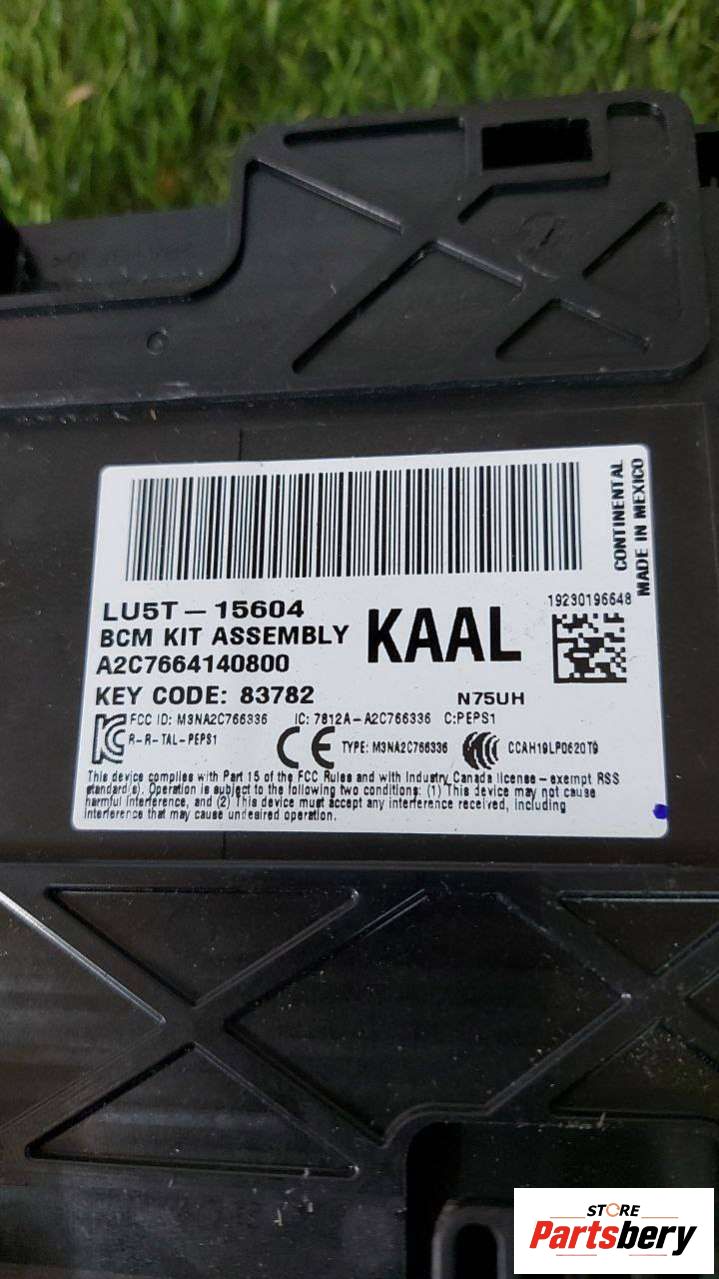 CONTINENTAL
MADE IN MEXICO
LU5T-15604
BCM KIT ASSEMBLY
KAAL
19230196648
A2C7664140800
KEY CODE: 83782
N75UH
FCC ID: M3NA2C766336 IC: 7812A-A2C766336 C:PEPS1
R-R-TAL-PEPS1
CE
TYPE: M3NA2C766336
CCAH19LP0620T9
This device complies with Part 15 of the FCC Rules and with Industry Canada license-exempt RSS
standard(s). Operation is subject to the following two conditions: (1) This device may not cause
harmful interference, and (2) This device must accept any interference received, including
interference that may cause undesired operation.
STORE
Partsbery